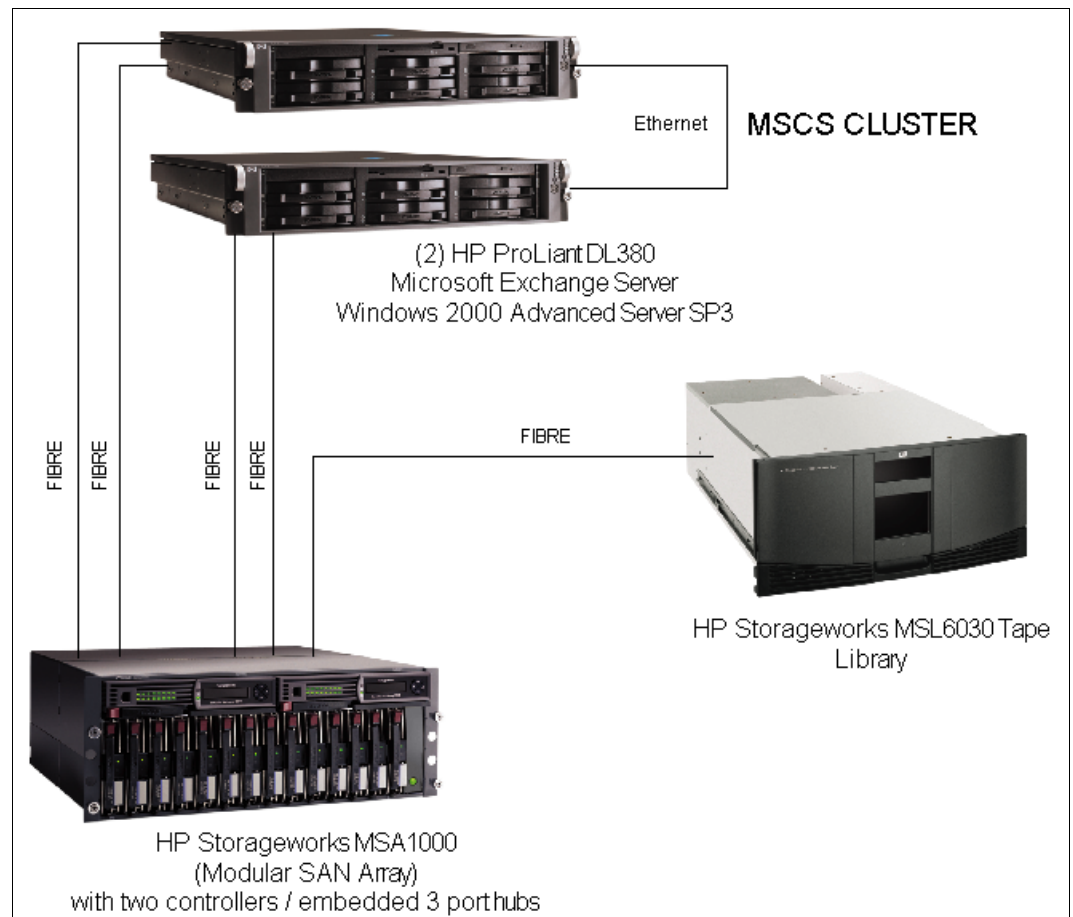 Ethernet
MSCS CLUSTER
(2) HP ProLiant DL380
Microsoft Exchange Server
Windows 2000 Advanced Server SP3
FIBRE
FIBRE
FIBRE
FIBRE
FIBRE
HP Storageworks MSL6030 Tape
Library
HP Storageworks MSA1000
(Modular SAN Array)
with two controllers / embedded 3 port hubs